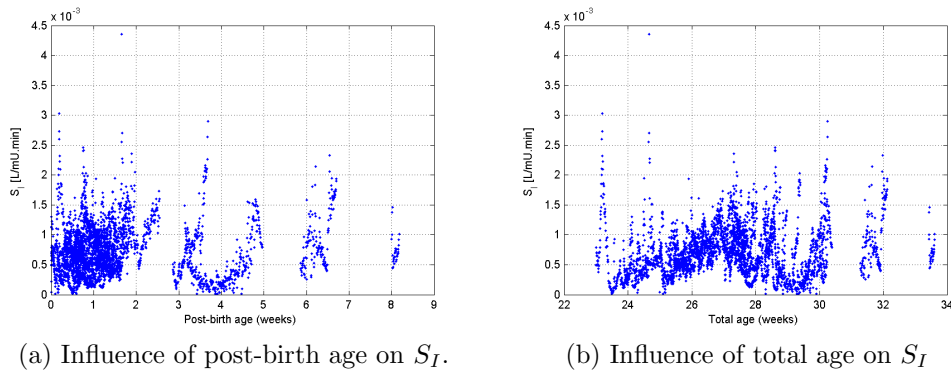 x 10⁻³
4.5
4
3.5
3
2.5
2
1.5
1
0.5
0
S_I [L/mU.min]
0 1 2 3 4 5 6 7 8 9
Post-birth age (weeks)
(a) Influence of post-birth age on S_I.
x 10⁻³
4.5
4
3.5
3
2.5
2
1.5
1
0.5
0
S_I [L/mU.min]
22 24 26 28 30 32 34
Total age (weeks)
(b) Influence of total age on S_I